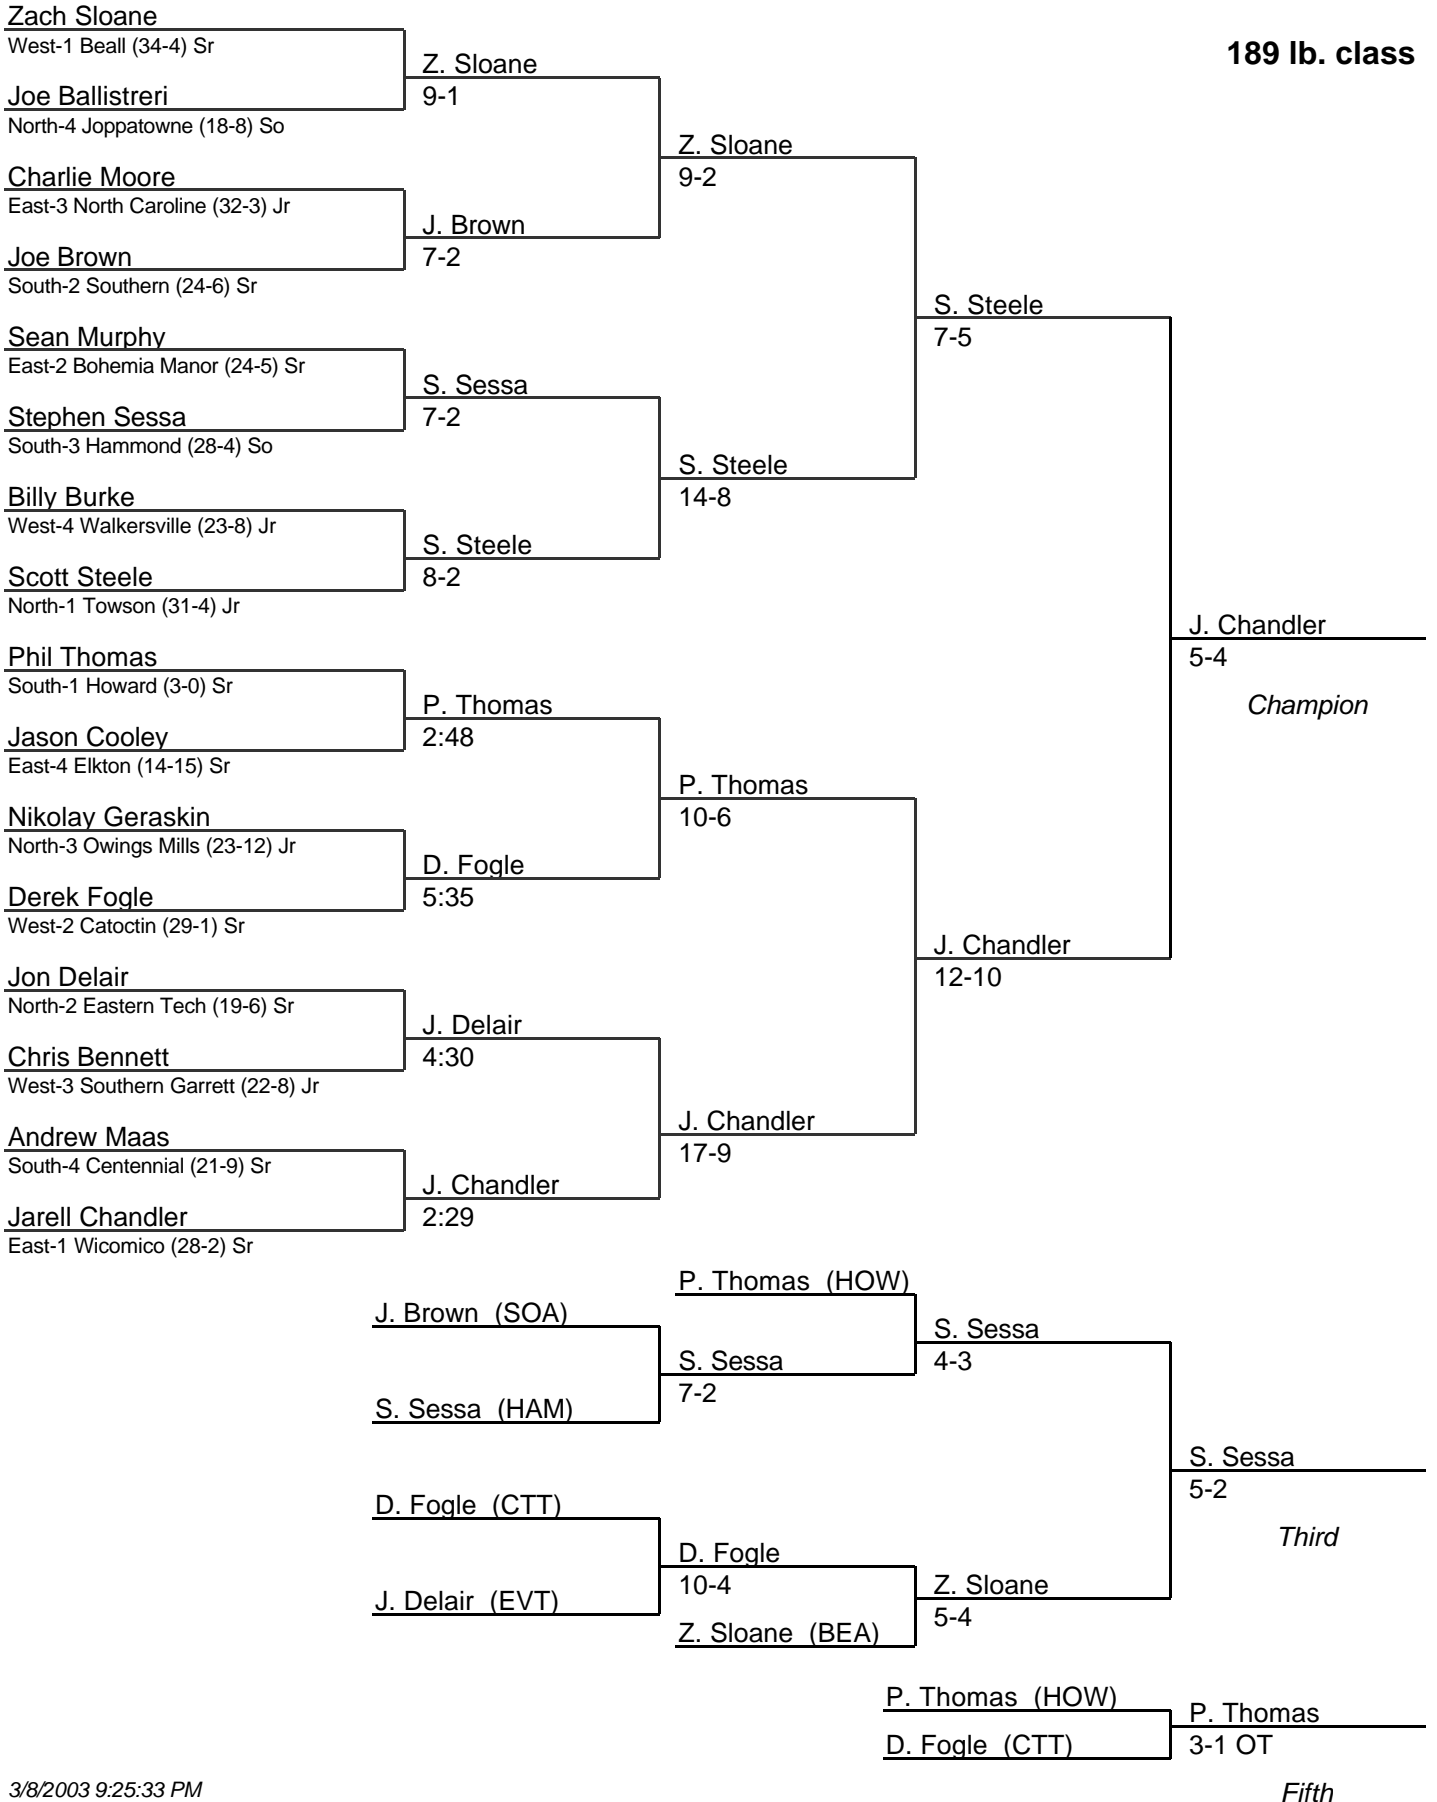 Zach Sloane
West-1 Beall (34-4) Sr
189 lb. class
Z. Sloane
9-1
Joe Ballistreri
North-4 Joppatowne (18-8) So
Z. Sloane
9-2
Charlie Moore
East-3 North Caroline (32-3) Jr
J. Brown
7-2
Joe Brown
South-2 Southern (24-6) Sr
S. Steele
7-5
Sean Murphy
East-2 Bohemia Manor (24-5) Sr
S. Sessa
7-2
Stephen Sessa
South-3 Hammond (28-4) So
S. Steele
14-8
Billy Burke
West-4 Walkersville (23-8) Jr
S. Steele
8-2
Scott Steele
North-1 Towson (31-4) Jr
J. Chandler
5-4
Champion
Phil Thomas
South-1 Howard (3-0) Sr
P. Thomas
2:48
Jason Cooley
East-4 Elkton (14-15) Sr
P. Thomas
10-6
Nikolay Geraskin
North-3 Owings Mills (23-12) Jr
D. Fogle
5:35
Derek Fogle
West-2 Catoctin (29-1) Sr
J. Chandler
12-10
Jon Delair
North-2 Eastern Tech (19-6) Sr
J. Delair
4:30
Chris Bennett
West-3 Southern Garrett (22-8) Jr
J. Chandler
17-9
Andrew Maas
South-4 Centennial (21-9) Sr
J. Chandler
2:29
Jarell Chandler
East-1 Wicomico (28-2) Sr
P. Thomas (HOW)
J. Brown (SOA)
S. Sessa
4-3
S. Sessa
7-2
S. Sessa (HAM)
S. Sessa
5-2
Third
D. Fogle (CTT)
D. Fogle
10-4
J. Delair (EVT)
Z. Sloane
5-4
Z. Sloane (BEA)
P. Thomas (HOW)
P. Thomas
3-1 OT
D. Fogle (CTT)
Fifth
3/8/2003 9:25:33 PM